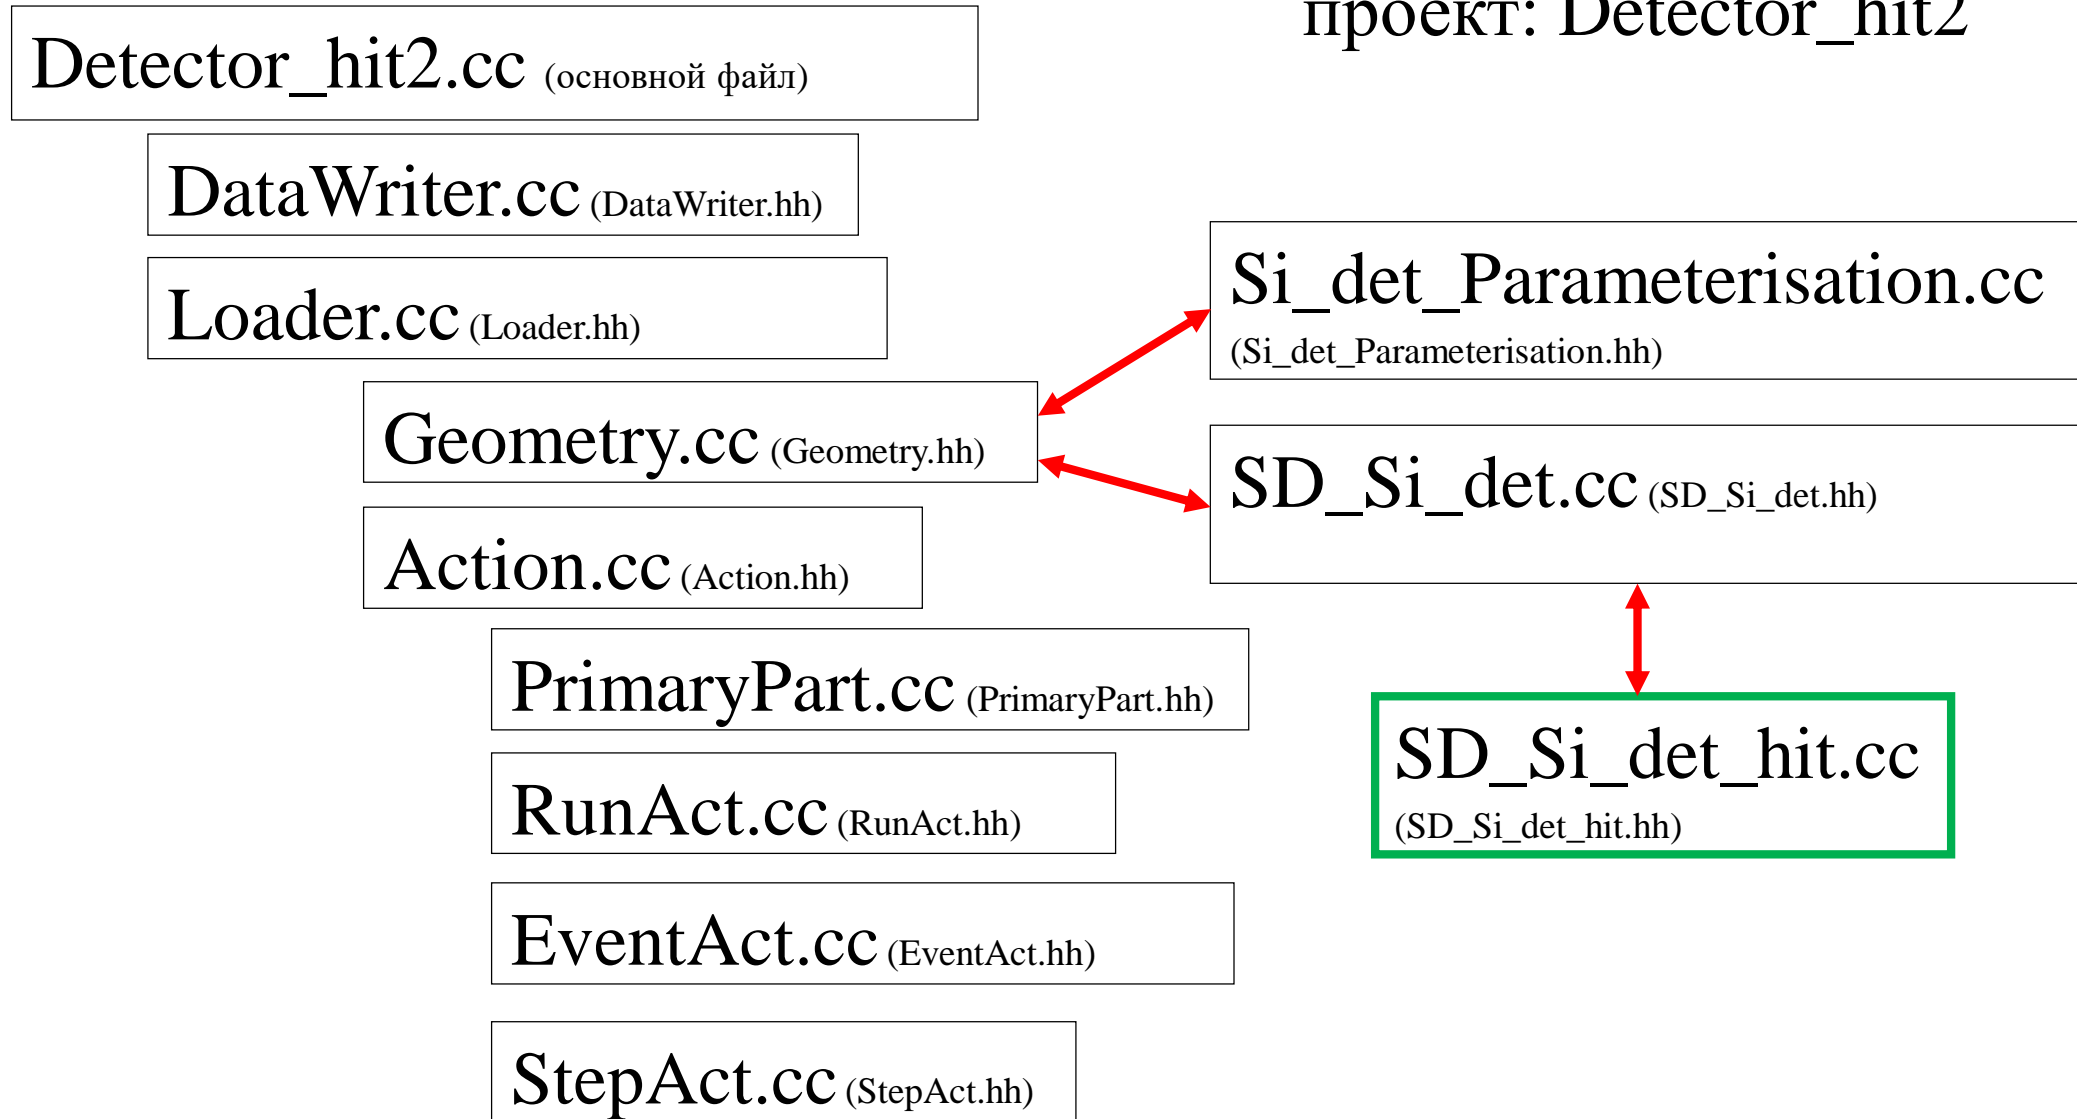 проект: Detector_hit2
Detector_hit2.cc (основной файл)
DataWriter.cc (DataWriter.hh)
Loader.cc (Loader.hh)
Geometry.cc (Geometry.hh)
Action.cc (Action.hh)
PrimaryPart.cc (PrimaryPart.hh)
RunAct.cc (RunAct.hh)
EventAct.cc (EventAct.hh)
StepAct.cc (StepAct.hh)
Si_det_Parameterisation.cc
(Si_det_Parameterisation.hh)
SD_Si_det.cc (SD_Si_det.hh)
SD_Si_det_hit.cc
(SD_Si_det_hit.hh)